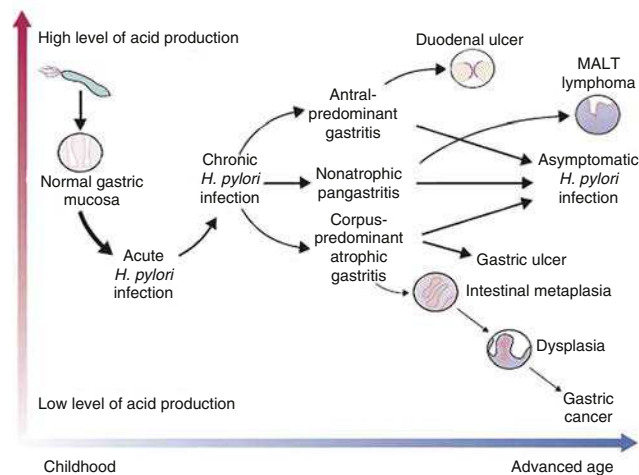 High level of acid production
Normal gastric
mucosa
Acute
H. pylori
infection
Chronic
H. pylori
infection
Antral-
predominant
gastritis
Nonatrophic
pangastritis
Corpus-
predominant
atrophic
gastritis
Duodenal ulcer
MALT
lymphoma
Asymptomatic
H. pylori
infection
Gastric ulcer
Intestinal metaplasia
Dysplasia
Gastric
cancer
Low level of acid production
Childhood
Advanced age